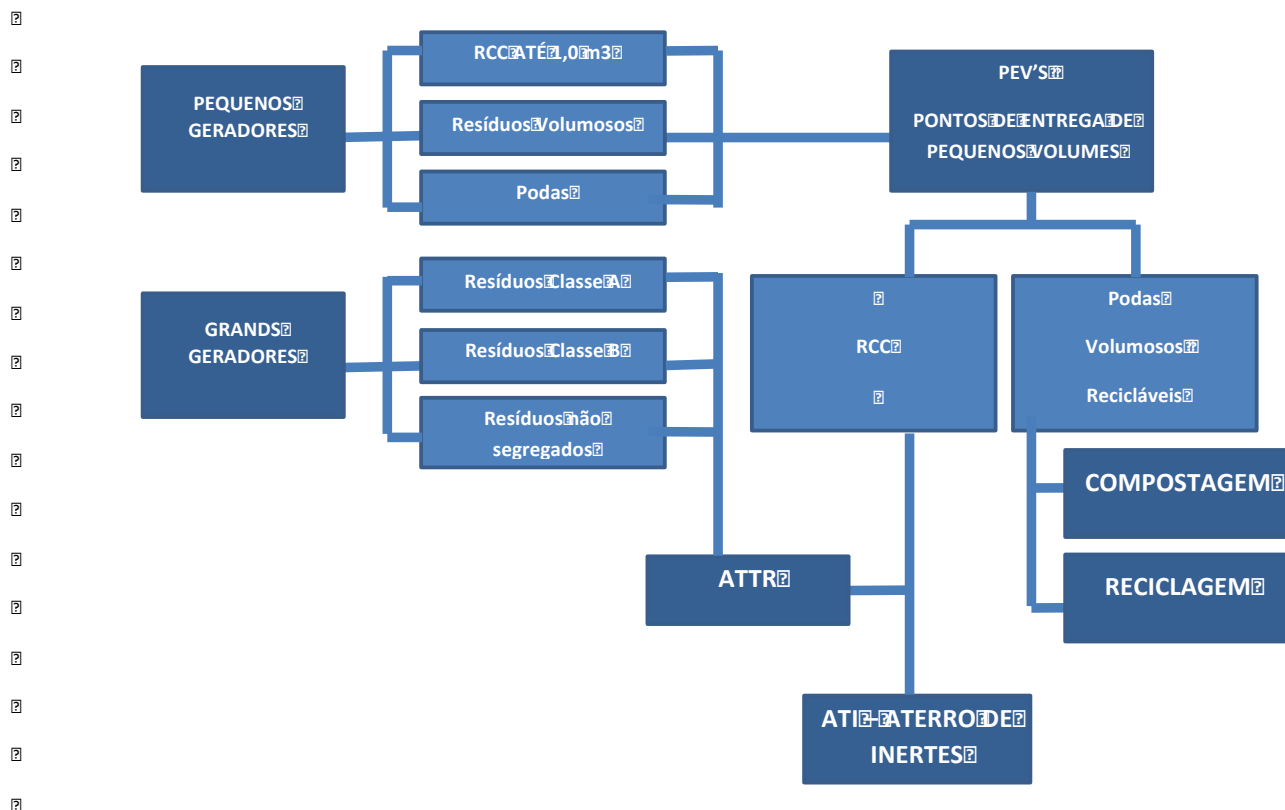 PEQUENOS
GERADORES
RCC ATÉ 1,0 m3
Resíduos Volumosos
Podas
PEV'S
PONTOS DE ENTREGA DE
PEQUENOS VOLUMES
GRANDS
GERADORES
Resíduos Classe A
Resíduos Classe B
Resíduos não
segregados
RCC
Podas
Volumosos
Recicláveis
COMPOSTAGEM
RECICLAGEM
ATTR
ATI – ATERRO DE
INERTES